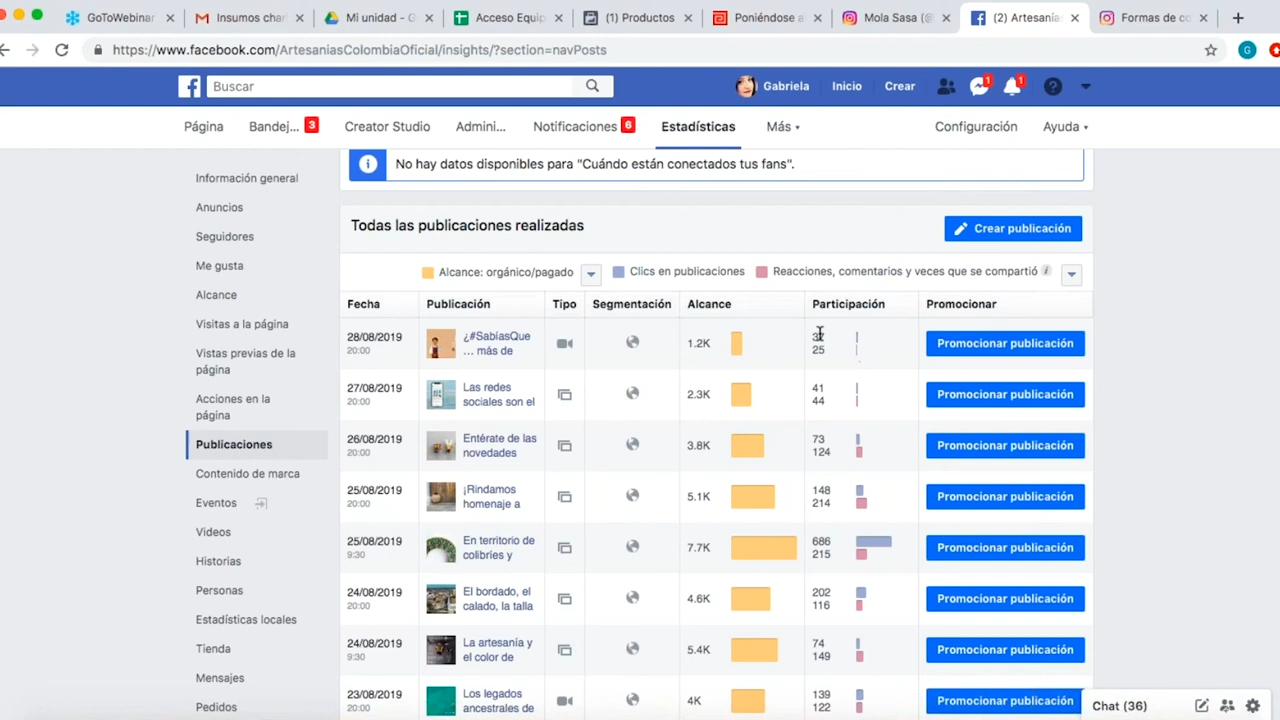 GoToWebinar
Insumos char
Mi unidad - G
Acceso Equip
(1) Productos
Poniéndose a
Mola Sasa (@
(2) Artesanías
Formas de co
https://www.facebook.com/ArtesaniasColombiaOficial/insights/?section=navPosts
G
Buscar
Gabriela
Inicio
Crear
1
1
Página
Bandej... 3
Creator Studio
Admini...
Notificaciones 6
Estadísticas
Más
Configuración
Ayuda
Información general
Anuncios
Seguidores
Me gusta
Alcance
Visitas a la página
Vistas previas de la
página
Acciones en la
página
Publicaciones
Contenido de marca
Eventos
Videos
Historias
Personas
Estadísticas locales
Tienda
Mensajes
Pedidos
No hay datos disponibles para "Cuándo están conectados tus fans".
Todas las publicaciones realizadas
Crear publicación
Alcance: orgánico/pagado
Clics en publicaciones
Reacciones, comentarios y veces que se compartió
Fecha Publicación Tipo Segmentación Alcance Participación Promocionar
28/08/2019
20:00
¿#SabíasQue
... más de
1.2K
25
Promocionar publicación
27/08/2019
20:00
Las redes
sociales son el
2.3K
41
44
Promocionar publicación
26/08/2019
20:00
Entérate de las
novedades
3.8K
73
124
Promocionar publicación
25/08/2019
20:00
¡Rindamos
homenaje a
5.1K
148
214
Promocionar publicación
25/08/2019
9:30
En territorio de
colibríes y
7.7K
686
215
Promocionar publicación
24/08/2019
20:00
El bordado, el
calado, la talla
4.6K
202
116
Promocionar publicación
24/08/2019
9:30
La artesanía y
el color de
5.4K
74
149
Promocionar publicación
23/08/2019
20:00
Los legados
ancestrales de
4K
139
122
Promocionar publicación
Chat (36)